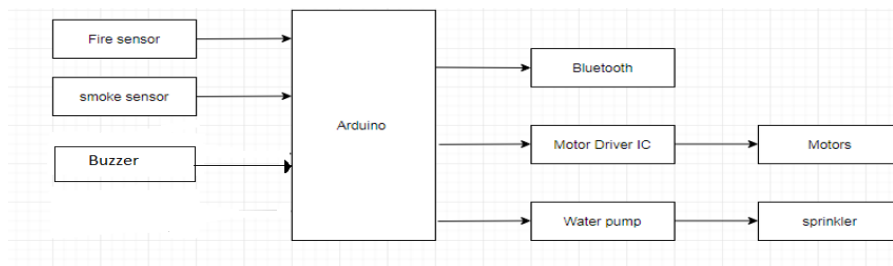 Fire sensor
smoke sensor
Buzzer
Arduino
Bluetooth
Motor Driver IC
Motors
Water pump
sprinkler